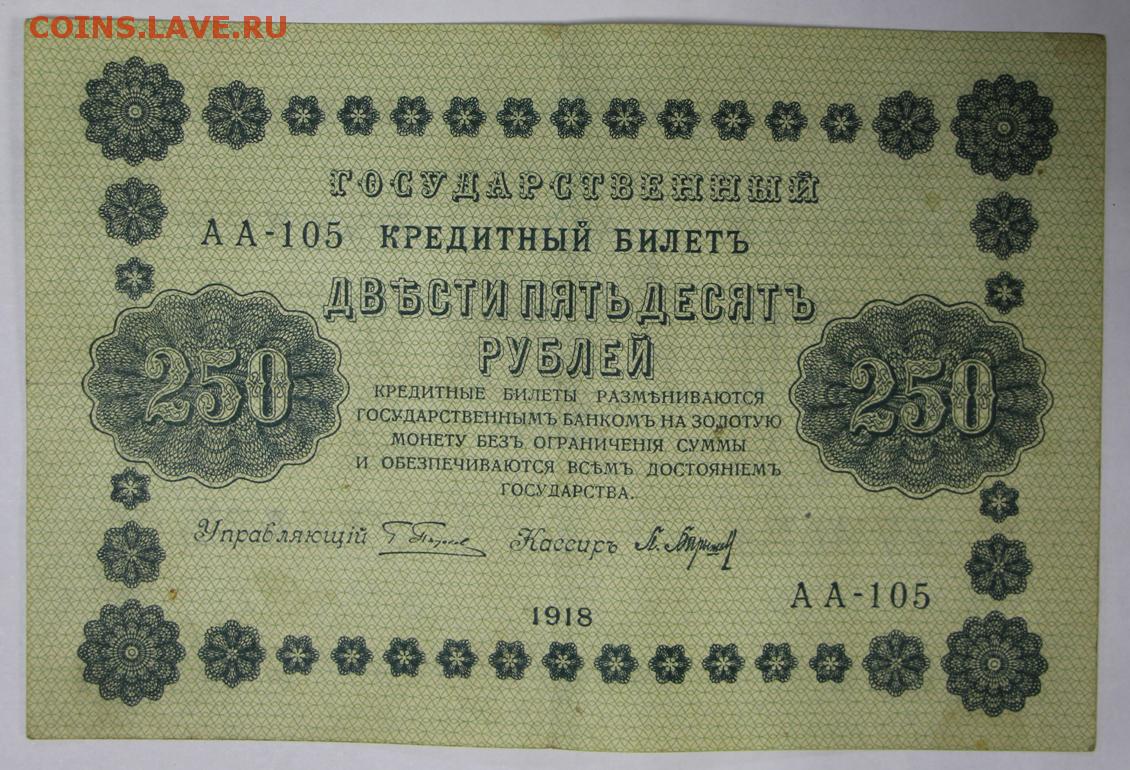 COINS.LAVE.RU
ГОСУДАРСТВЕННЫЙ
АА-105 КРЕДИТНЫЙ БИЛЕТЪ
ДВѢСТИ ПЯТЬДЕСЯТЪ
РУБЛЕЙ
250
250
КРЕДИТНЫЕ БИЛЕТЫ РАЗМѢНИВАЮТСЯ
ГОСУДАРСТВЕННЫМЪ БАНКОМЪ НА ЗОЛОТУЮ
МОНЕТУ БЕЗЪ ОГРАНИЧЕНІЯ СУММЫ
И ОБЕЗПЕЧИВАЮТСЯ ВСѢМЪ ДОСТОЯНІЕМЪ
ГОСУДАРСТВА.
Управляющій Кассиръ
АА-105
1918